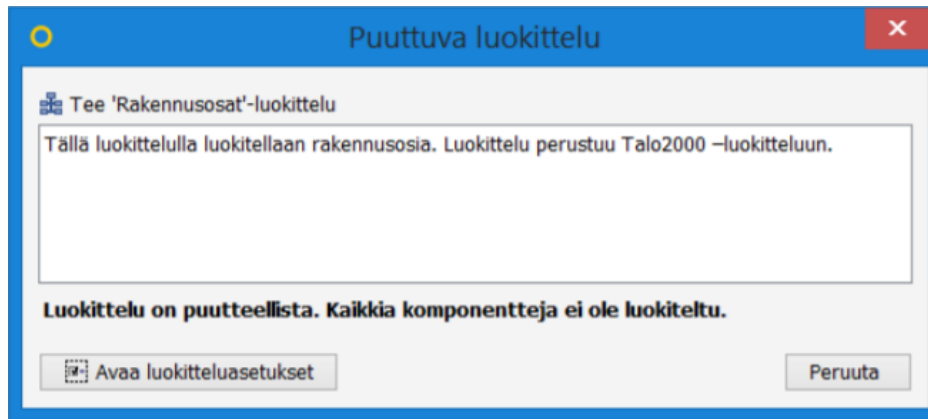 Puuttuva luokittelu
Tee 'Rakennusosat'-luokittelu
Tällä luokittelulla luokitellaan rakennusosia. Luokittelu perustuu Talo2000 –luokitteluun.
Luokittelu on puutteellista. Kaikkia komponentteja ei ole luokiteltu.
Avaa luokitteluasetukset
Peruuta